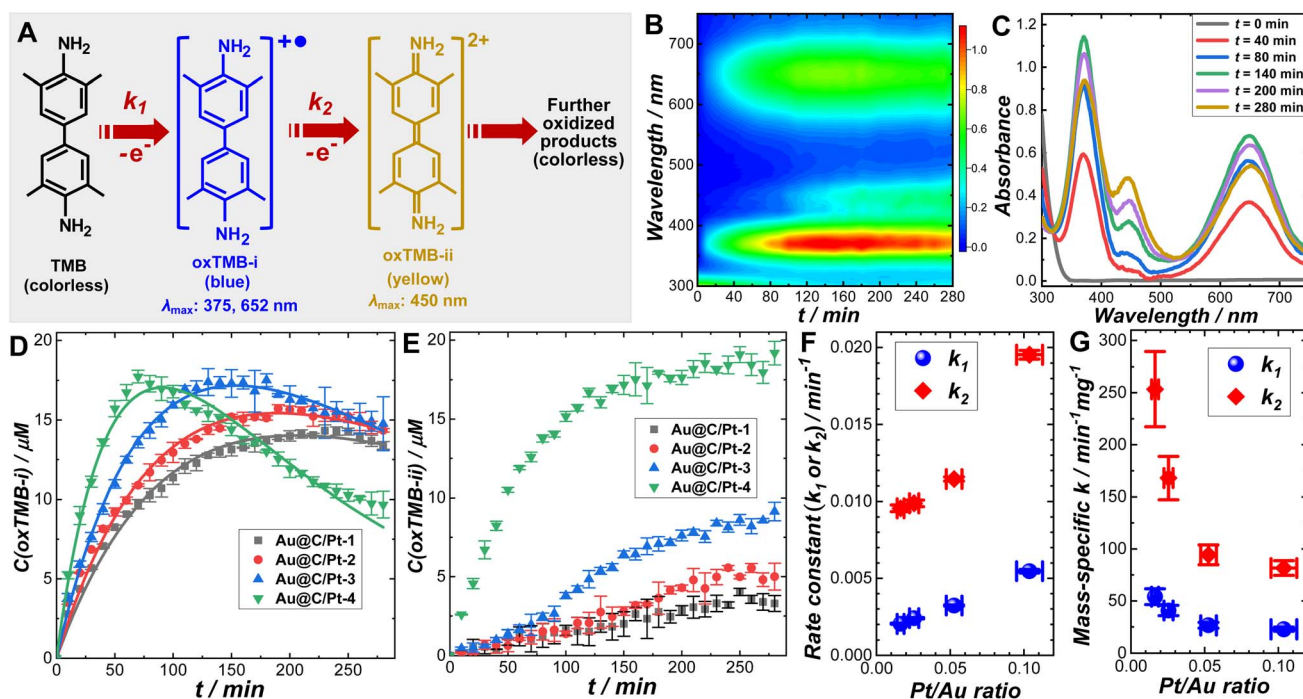 A
NH2
NH2
TMB
(colorless)
k1
-e-
+●
NH2
NH2
oxTMB-i
(blue)
λmax: 375, 652 nm
k2
-e-
2+
NH2
NH2
oxTMB-ii
(yellow)
λmax: 450 nm
Further
oxidized
products
(colorless)
B
Wavelength / nm
700
600
500
400
300
0 40 80 120 160 200 240 280
t / min
1.0
0.8
0.6
0.4
0.2
0.0
C
Absorbance
1.2
1.0
0.8
0.6
0.4
0.2
0.0
300 400 500 600 700
Wavelength / nm
t = 0 min
t = 40 min
t = 80 min
t = 140 min
t = 200 min
t = 280 min
D
C(oxTMB-i) / μM
20
15
10
5
0
0 50 100 150 200 250
t / min
Au@C/Pt-1
Au@C/Pt-2
Au@C/Pt-3
Au@C/Pt-4
E
C(oxTMB-ii) / μM
20
15
10
5
0
0 50 100 150 200 250
t / min
Au@C/Pt-1
Au@C/Pt-2
Au@C/Pt-3
Au@C/Pt-4
F
Rate constant (k1 or k2) / min-1
0.020
0.015
0.010
0.005
0.000
0.00 0.05 0.10
Pt/Au ratio
k1
k2
G
Mass-specific k / min-1mg-1
300
250
200
150
100
50
0
0.00 0.05 0.10
Pt/Au ratio
k1
k2